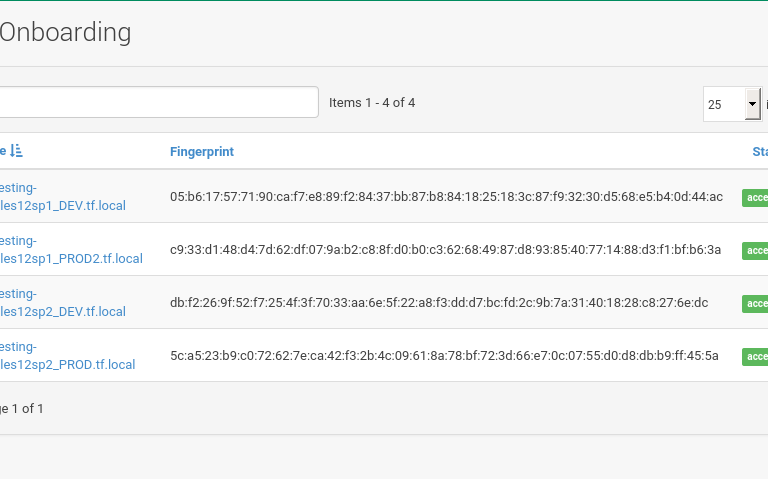 Onboarding
Items 1 - 4 of 4
25
Fingerprint
esting-
les12sp1_DEV.tf.local
05:b6:17:57:71:90:ca:f7:e8:89:f2:84:37:bb:87:b8:84:18:25:18:3c:87:f9:32:30:d5:68:e5:b4:0d:44:ac
acce
esting-
les12sp1_PROD2.tf.local
c9:33:d1:48:d4:7d:62:df:07:9a:b2:c8:8f:d0:b0:c3:62:68:49:87:d8:93:85:40:77:14:88:d3:f1:bf:b6:3a
acce
esting-
les12sp2_DEV.tf.local
db:f2:26:9f:52:f7:25:4f:3f:70:33:aa:6e:5f:22:a8:f3:dd:d7:bc:fd:2c:9b:7a:31:40:18:28:c8:27:6e:dc
acce
esting-
les12sp2_PROD.tf.local
5c:a5:23:b9:c0:72:62:7e:ca:42:f3:2b:4c:09:61:8a:78:bf:72:3d:66:e7:0c:07:55:d0:d8:db:b9:ff:45:5a
acce
ge 1 of 1